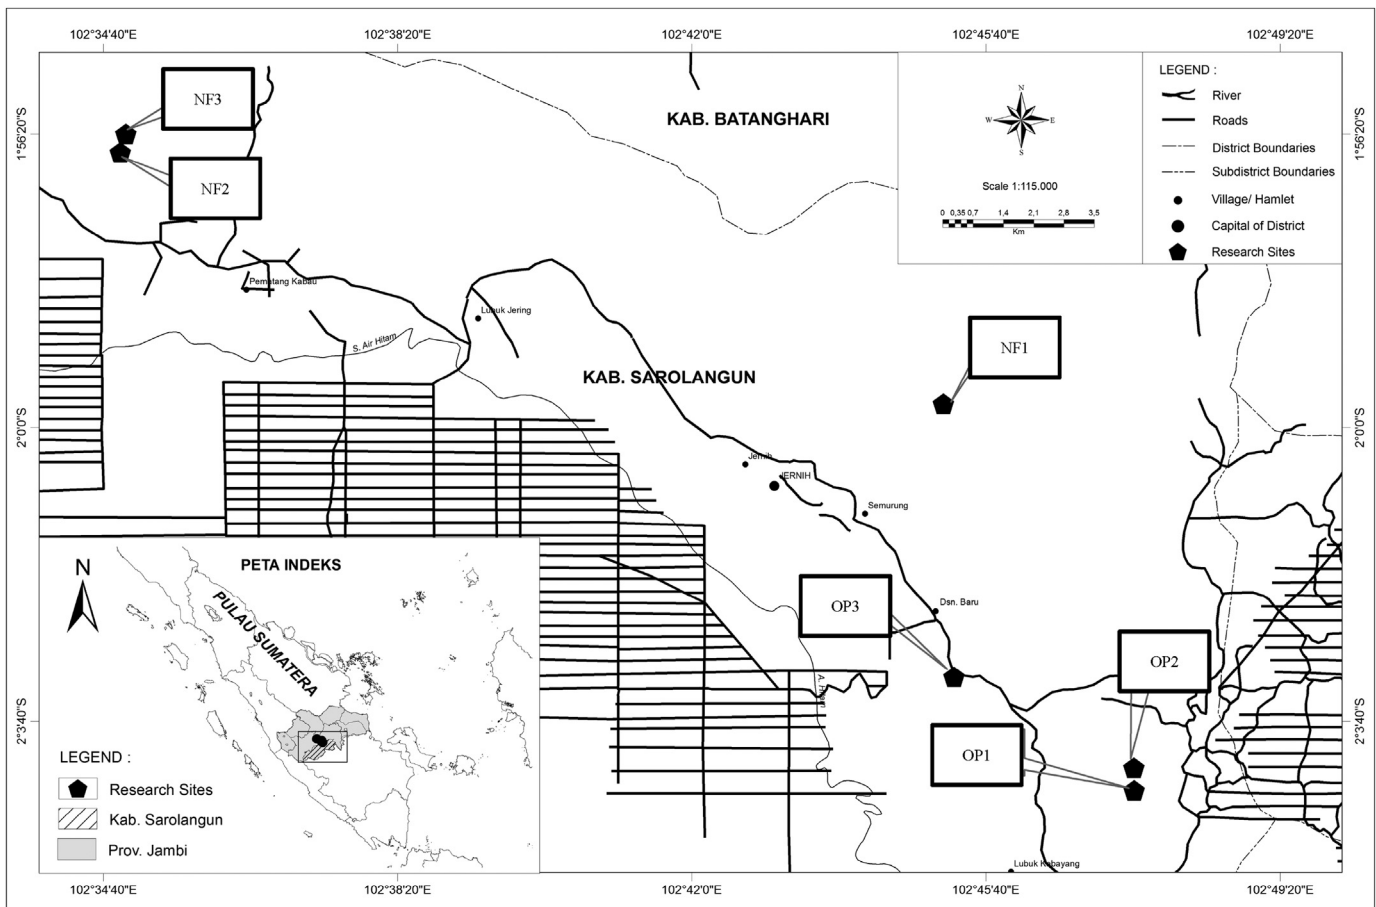 102°34'40"E 102°38'20"E 102°42'0"E 102°45'40"E 102°49'20"E
1°56'20"S
2°0'0"S
2°3'40"S
1°56'20"S
2°0'0"S
2°3'40"S
NF3
NF2
KAB. BATANGHARI
N
W E
S
Scale 1:115.000
0 0,35 0,7 1,4 2,1 2,8 3,5
Km
LEGEND :
River
Roads
District Boundaries
Subdistrict Boundaries
Village/ Hamlet
Capital of District
Research Sites
Pematang Kabau
Lubuk Jering
S. Air Hitam
NF1
KAB. SAROLANGUN
Jernih
JERNIH
Semurung
OP3
Dsn. Baru
OP2
A. Hitam
OP1
Lubuk Kabayang
PETA INDEKS
N
PULAU SUMATERA
LEGEND :
Research Sites
Kab. Sarolangun
Prov. Jambi
102°34'40"E 102°38'20"E 102°42'0"E 102°45'40"E 102°49'20"E